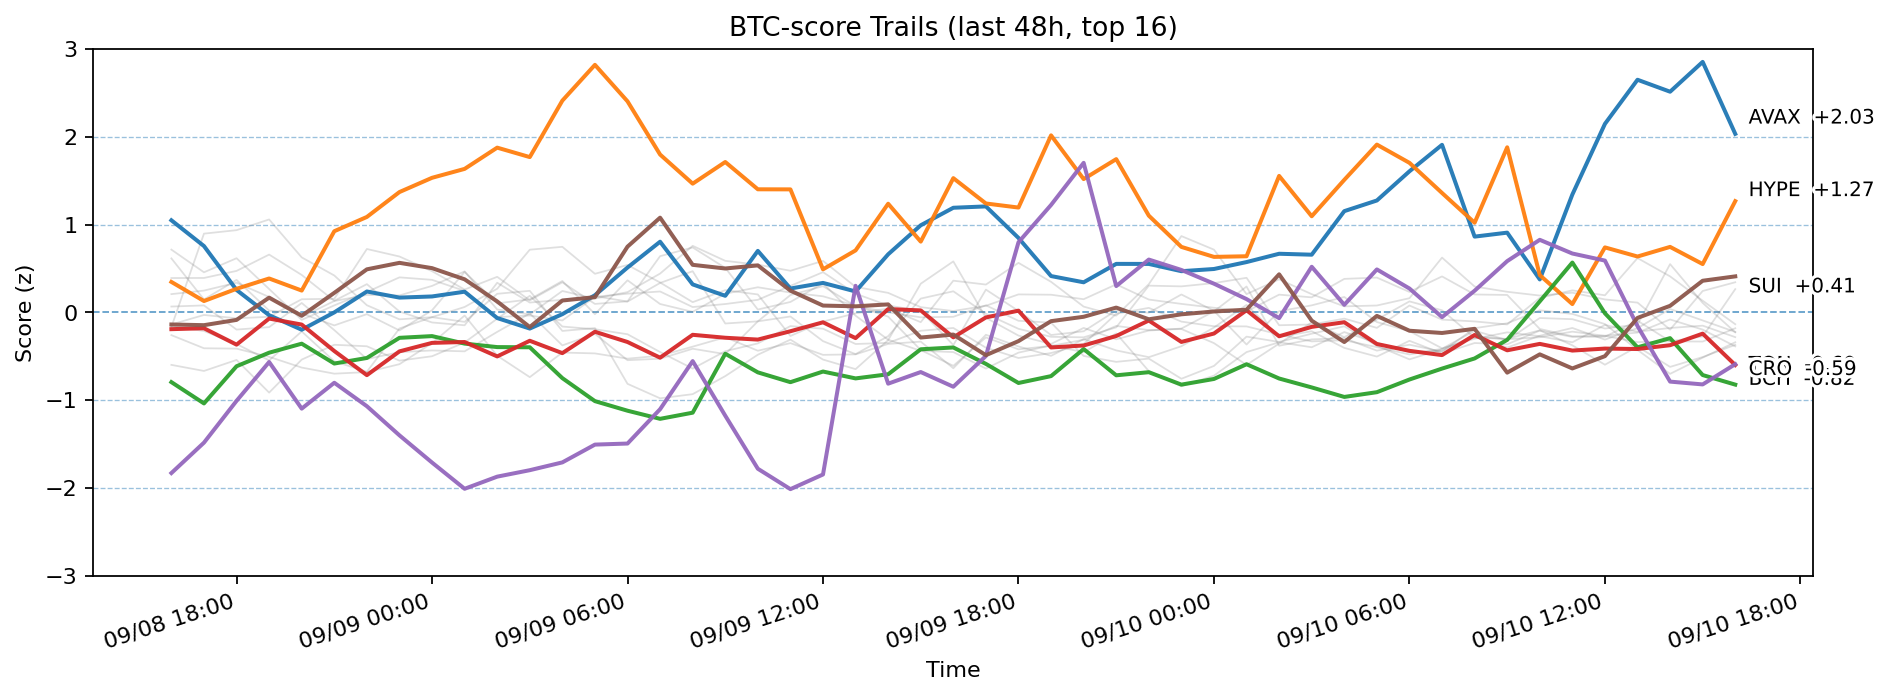 BTC-score Trails (last 48h, top 16)
3
2
1
0
−1
−2
−3
Score (z)
AVAX +2.03
HYPE +1.27
SUI +0.41
CRO -0.59
BCH -0.82
09/08 18:00
09/09 00:00
09/09 06:00
09/09 12:00
09/09 18:00
09/10 00:00
09/10 06:00
09/10 12:00
09/10 18:00
Time